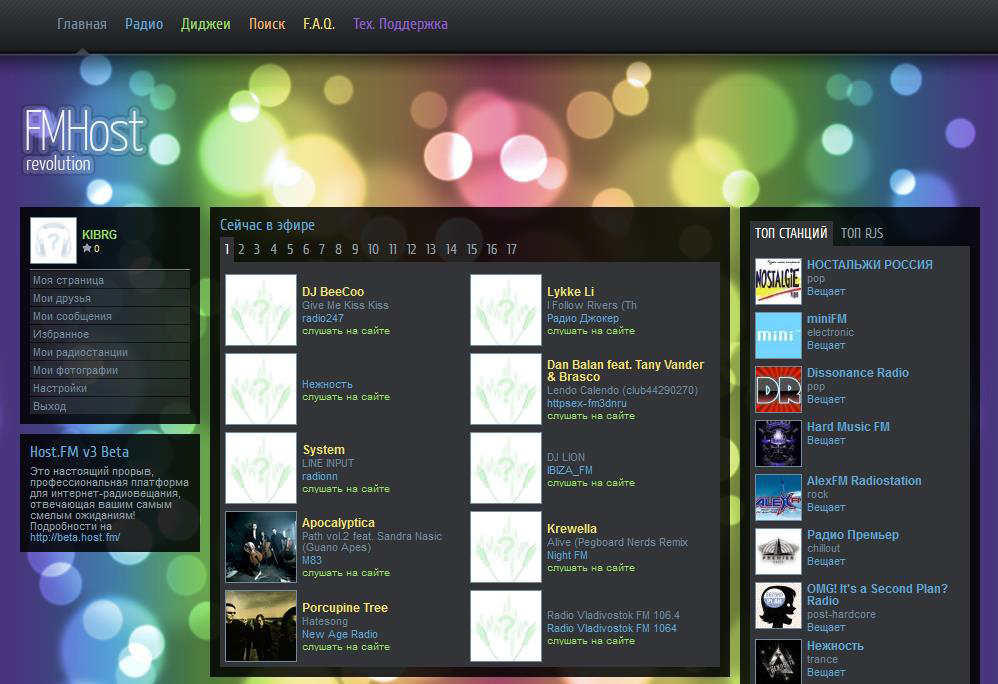 Главная Радио Диджеи Поиск F.A.Q. Тех. Поддержка
FMHost
revolution
KIBRG
0
Моя страница
Мои друзья
Мои сообщения
Избранное
Мои радиостанции
Мои фотографии
Настройки
Выход
Host.FM v3 Beta
Это настоящий прорыв,
профессиональная платформа
для интернет-радиовещания,
отвечающая вашим самым
смелым ожиданиям!
Подробности на
http://beta.host.fm/
Сейчас в эфире
1 2 3 4 5 6 7 8 9 10 11 12 13 14 15 16 17
DJ BeeCoo
Give Me Kiss Kiss
radio247
слушать на сайте
Lykke Li
I Follow Rivers (Th
Радио Джокер
слушать на сайте
Нежность
слушать на сайте
Dan Balan feat. Tany Vander
& Brasco
Lendo Calendo (club44290270)
httpsex-fm3dnru
слушать на сайте
System
LINE INPUT
radionn
слушать на сайте
DJ LION
IBIZA_FM
слушать на сайте
Apocalyptica
Path vol.2 feat. Sandra Nasic
(Guano Apes)
M83
слушать на сайте
Krewella
Alive (Pegboard Nerds Remix
Night FM
слушать на сайте
Porcupine Tree
Hatesong
New Age Radio
слушать на сайте
Radio Vladivostok FM 106.4
Radio Vladivostok FM 1064
слушать на сайте
ТОП СТАНЦИЙ ТОП RJS
NOSTALGIE
НОСТАЛЬЖИ РОССИЯ
pop
Вещает
mini
miniFM
electronic
Вещает
DR
Dissonance Radio
pop
Вещает
Hard Music FM
Вещает
ALEX FM
AlexFM Radiostation
rock
Вещает
Радио Премьер
chillout
Вещает
SECOND PLAN
OMG! It's a Second Plan?
Radio
post-hardcore
Вещает
Нежность
trance
Вещает